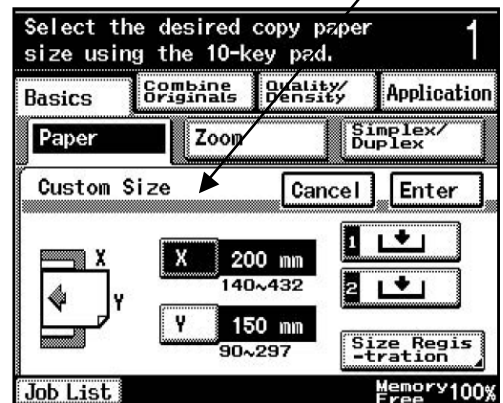 Select the desired copy paper
size using the 10-key pad.
1
Basics
Combine
Originals
Quality/
Density
Application
Paper
Zoom
Simplex/
Duplex
Custom Size
Cancel
Enter
X
Y
X 200 mm
140~432
Y 150 mm
90~297
1
2
Size Regis
-tration
Job List
Memory
Free 100%